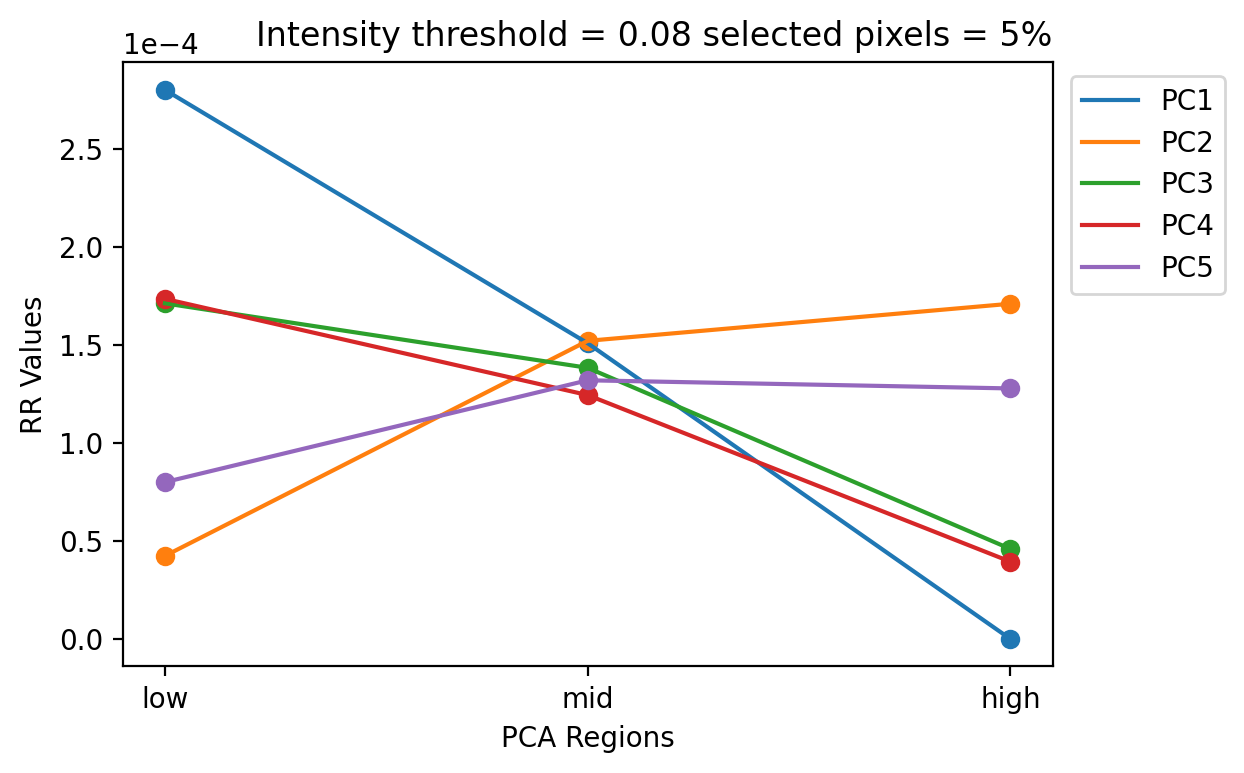 Intensity threshold = 0.08 selected pixels = 5%
1e−4
2.5
2.0
1.5
1.0
0.5
0.0
RR Values
low mid high
PCA Regions
PC1
PC2
PC3
PC4
PC5